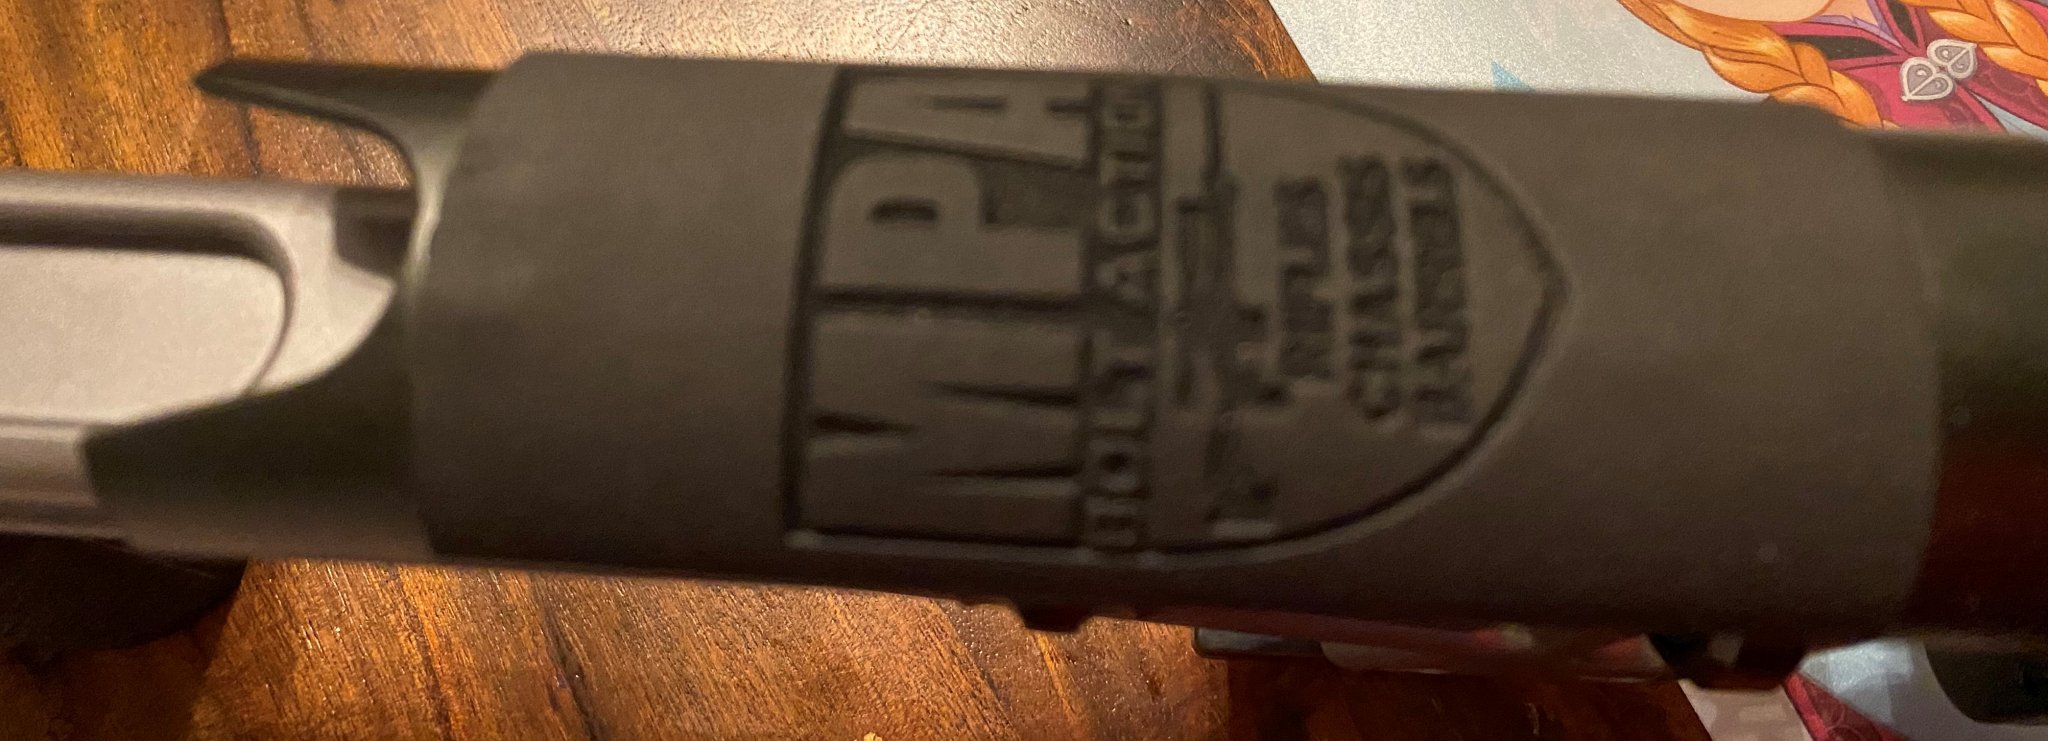 MPA
BOLT ACTION
RIFLES
CHASSIS
BARRELS